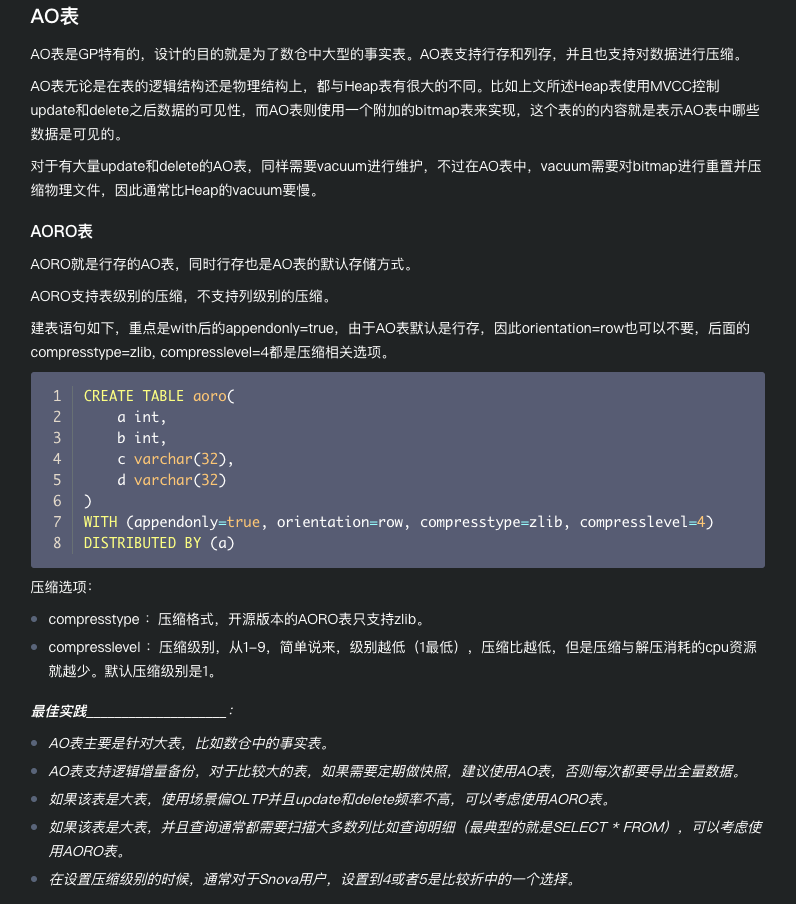 AO表
AO表是GP特有的，设计的目的就是为了数仓中大型的事实表。AO表支持行存和列存，并且也支持对数据进行压缩。
AO表无论是在表的逻辑结构还是物理结构上，都与Heap表有很大的不同。比如上文所述Heap表使用MVCC控制
update和delete之后数据的可见性，而AO表则使用一个附加的bitmap表来实现，这个表的的内容就是表示AO表中哪些
数据是可见的。
对于有大量update和delete的AO表，同样需要vacuum进行维护，不过在AO表中，vacuum需要对bitmap进行重置并压
缩物理文件，因此通常比Heap的vacuum要慢。
AORO表
AORO就是行存的AO表，同时行存也是AO表的默认存储方式。
AORO支持表级别的压缩，不支持列级别的压缩。
建表语句如下，重点是with后的appendonly=true，由于AO表默认是行存，因此orientation=row也可以不要，后面的
compresstype=zlib, compresslevel=4都是压缩相关选项。
1 CREATE TABLE aoro(
2     a int,
3     b int,
4     c varchar(32),
5     d varchar(32)
6 )
7 WITH (appendonly=true, orientation=row, compresstype=zlib, compresslevel=4)
8 DISTRIBUTED BY (a)
压缩选项：
compresstype ： 压缩格式，开源版本的AORO表只支持zlib。
compresslevel ： 压缩级别，从1-9，简单说来，级别越低（1最低），压缩比越低，但是压缩与解压消耗的cpu资源
就越少。默认压缩级别是1。
最佳实践____________________：
AO表主要是针对大表，比如数仓中的事实表。
AO表支持逻辑增量备份，对于比较大的表，如果需要定期做快照，建议使用AO表，否则每次都要导出全量数据。
如果该表是大表，使用场景偏OLTP并且update和delete频率不高，可以考虑使用AORO表。
如果该表是大表，并且查询通常都需要扫描大多数列比如查询明细（最典型的就是SELECT * FROM），可以考虑使
用AORO表。
在设置压缩级别的时候，通常对于Snova用户，设置到4或者5是比较折中的一个选择。